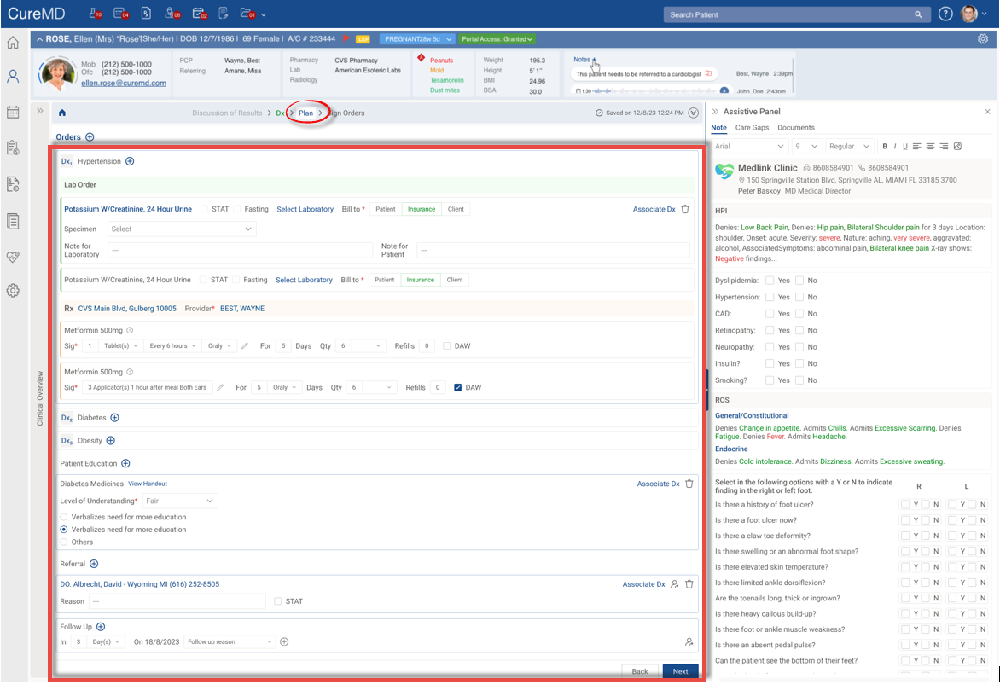 CureMD
10
04
06
02
01
Search Patient
ROSE, Ellen (Mrs) "Rose'(She/Her) I DOB 12/7/1986 I 69 Female I A/C # 233444
LEP
PREGNANT26w 5d
Portal Access: Granted
Mob (212) 500-1000
Ofc (212) 500-1000
ellen.rose@curemd.com
PCP Wayne, Best
Referring Amane, Misa
Pharmacy CVS Pharmacy
Lab American Esoteric Labs
Radiology
Peanuts
Mold
Tesamorelin
Dust mites
Weight 195.3
Height 5' 1"
BMI 24.96
BSA 30.0
Notes +
This patient needs to be referred to a cardiologist
Best, Wayne 2:39pm
1:30
John, Doe 2:43pm
Discussion of Results > Dx > Plan > Sign Orders
Saved on 12/8/23 12:24 PM
Clinical Overview
Orders
Dx1 Hypertension
Lab Order
Potassium W/Creatinine, 24 Hour Urine STAT Fasting Select Laboratory Bill to * Patient Insurance Client Associate Dx
Specimen Select
Note for Laboratory --- Note for Patient ---
Potassium W/Creatinine, 24 Hour Urine STAT Fasting Select Laboratory Bill to * Patient Insurance Client
Rx CVS Main Blvd, Gulberg 10005 Provider* BEST, WAYNE
Metformin 500mg
Sig* 1 Tablet(s) Every 6 hours Oraly For 5 Days Qty 6 Refills 0 DAW
Metformin 500mg
Sig* 3 Applicator(s) 1 hour after meal Both Ears For 5 Oraly Days Qty 6 Refills 0 DAW
Dx2 Diabetes
Dx3 Obesity
Patient Education
Diabetes Medicines View Handout Associate Dx
Level of Understanding* Fair
Verbalizes need for more education
Verbalizes need for more education
Others
Referral
DO. Albrecht, David - Wyoming MI (616) 252-8505 Associate Dx
Reason --- STAT
Follow Up
In 3 Day(s) On 18/8/2023 Follow up reason
Back Next
Assistive Panel
Note Care Gaps Documents
Arial 9 Regular B I U
Medlink Clinic 8608584901 8608584901
150 Springville Station Blvd, Springville AL, MIAMI FL 33185 3700
Peter Baskoy MD Medical Director
HPI
Denies: Low Back Pain, Denies: Hip pain, Bilateral Shoulder pain for 3 days Location:
shoulder, Onset: acute, Severity; severe, Nature: aching, very severe, aggravated:
alcohol, AssociatedSymptoms: abdominal pain, Bilateral knee pain X-ray shows:
Negative findings...
Dyslipidemia: Yes No
Hypertension: Yes No
CAD: Yes No
Retinopathy: Yes No
Neuropathy: Yes No
Insulin? Yes No
Smoking? Yes No
ROS
General/Constitutional
Denies Change in appetite. Admits Chills. Admits Excessive Scarring. Denies
Fatigue. Denies Fever. Admits Headache.
Endocrine
Denies Cold intolerance. Admits Dizziness. Admits Excessive sweating.
Select in the following options with a Y or N to indicate
finding in the right or left foot. R L
Is there a history of foot ulcer? Y N Y N
Is there a foot ulcer now? Y N Y N
Is there a claw toe deformity? Y N Y N
Is there swelling or an abnormal foot shape? Y N Y N
Is there elevated skin temperature? Y N Y N
Is there limited ankle dorsiflexion? Y N Y N
Are the toenails long, thick or ingrown? Y N Y N
Is there heavy callous build-up? Y N Y N
Is there foot or ankle muscle weakness? Y N Y N
Is there an absent pedal pulse? Y N Y N
Can the patient see the bottom of their feet? Y N Y N